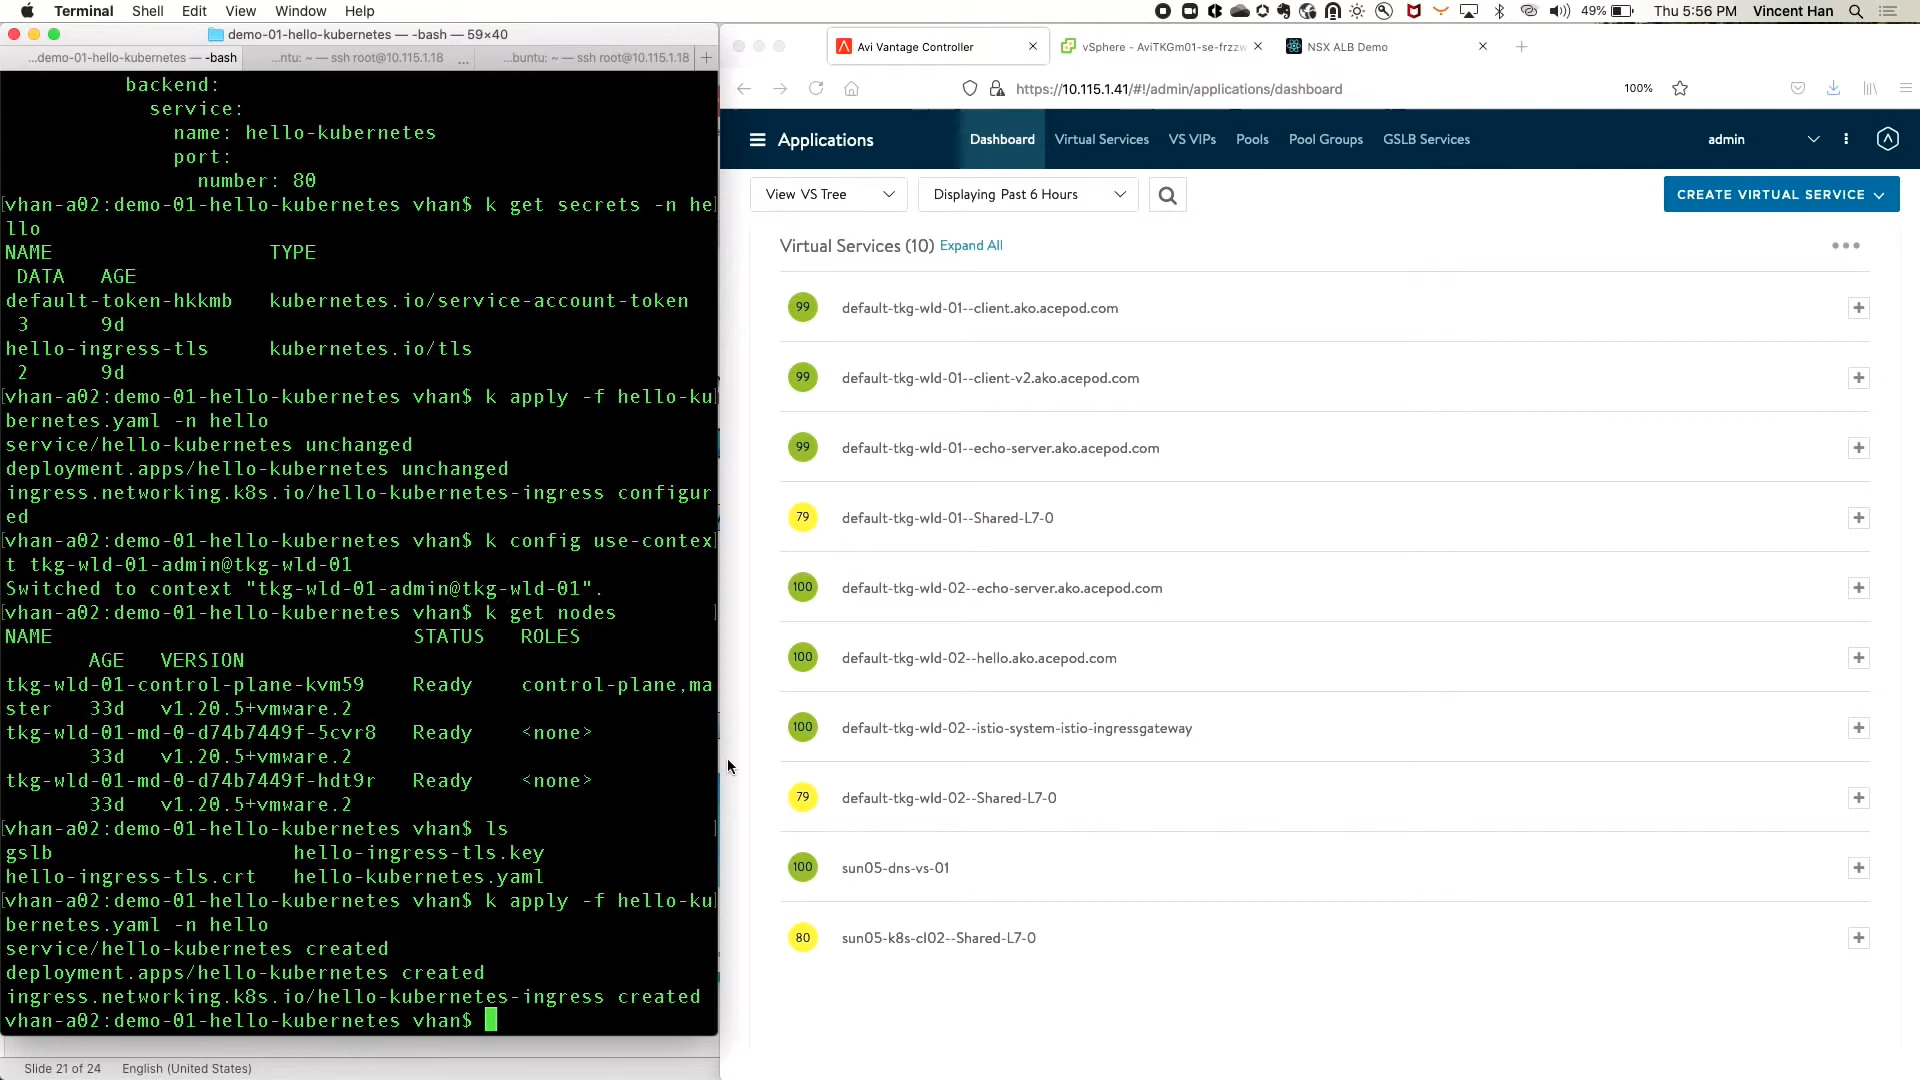 Terminal Shell Edit View Window Help
49% Thu 5:56 PM Vincent Han
demo-01-hello-kubernetes — -bash — 59×40
...demo-01-hello-kubernetes — -bash
...ntu: ~ — ssh root@10.115.1.18 ...
...buntu: ~ — ssh root@10.115.1.18
backend:
service:
name: hello-kubernetes
port:
number: 80
[vhan-a02:demo-01-hello-kubernetes vhan$ k get secrets -n he]
llo
NAME TYPE
DATA AGE
default-token-hkkmb kubernetes.io/service-account-token
3 9d
hello-ingress-tls kubernetes.io/tls
2 9d
[vhan-a02:demo-01-hello-kubernetes vhan$ k apply -f hello-ku]
bernetes.yaml -n hello
service/hello-kubernetes unchanged
deployment.apps/hello-kubernetes unchanged
ingress.networking.k8s.io/hello-kubernetes-ingress configur
ed
[vhan-a02:demo-01-hello-kubernetes vhan$ k config use-contex]
t tkg-wld-01-admin@tkg-wld-01
Switched to context "tkg-wld-01-admin@tkg-wld-01".
[vhan-a02:demo-01-hello-kubernetes vhan$ k get nodes ]
NAME STATUS ROLES
AGE VERSION
tkg-wld-01-control-plane-kvm59 Ready control-plane,ma
ster 33d v1.20.5+vmware.2
tkg-wld-01-md-0-d74b7449f-5cvr8 Ready <none>
33d v1.20.5+vmware.2
tkg-wld-01-md-0-d74b7449f-hdt9r Ready <none>
33d v1.20.5+vmware.2
[vhan-a02:demo-01-hello-kubernetes vhan$ ls ]
gslb hello-ingress-tls.key
hello-ingress-tls.crt hello-kubernetes.yaml
[vhan-a02:demo-01-hello-kubernetes vhan$ k apply -f hello-ku]
bernetes.yaml -n hello
service/hello-kubernetes created
deployment.apps/hello-kubernetes created
ingress.networking.k8s.io/hello-kubernetes-ingress created
vhan-a02:demo-01-hello-kubernetes vhan$
Slide 21 of 24 English (United States)
Avi Vantage Controller
vSphere - AviTKGm01-se-frzzw
NSX ALB Demo
https://10.115.1.41/#!/admin/applications/dashboard
100%
Applications
Dashboard Virtual Services VS VIPs Pools Pool Groups GSLB Services
admin
View VS Tree
Displaying Past 6 Hours
CREATE VIRTUAL SERVICE
Virtual Services (10) Expand All
99 default-tkg-wld-01--client.ako.acepod.com
99 default-tkg-wld-01--client-v2.ako.acepod.com
99 default-tkg-wld-01--echo-server.ako.acepod.com
79 default-tkg-wld-01--Shared-L7-0
100 default-tkg-wld-02--echo-server.ako.acepod.com
100 default-tkg-wld-02--hello.ako.acepod.com
100 default-tkg-wld-02--istio-system-istio-ingressgateway
79 default-tkg-wld-02--Shared-L7-0
100 sun05-dns-vs-01
80 sun05-k8s-cl02--Shared-L7-0